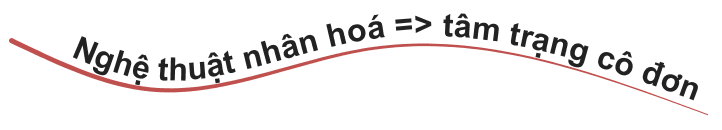 Nghệ thuật nhân hoá => tâm trạng cô đơn